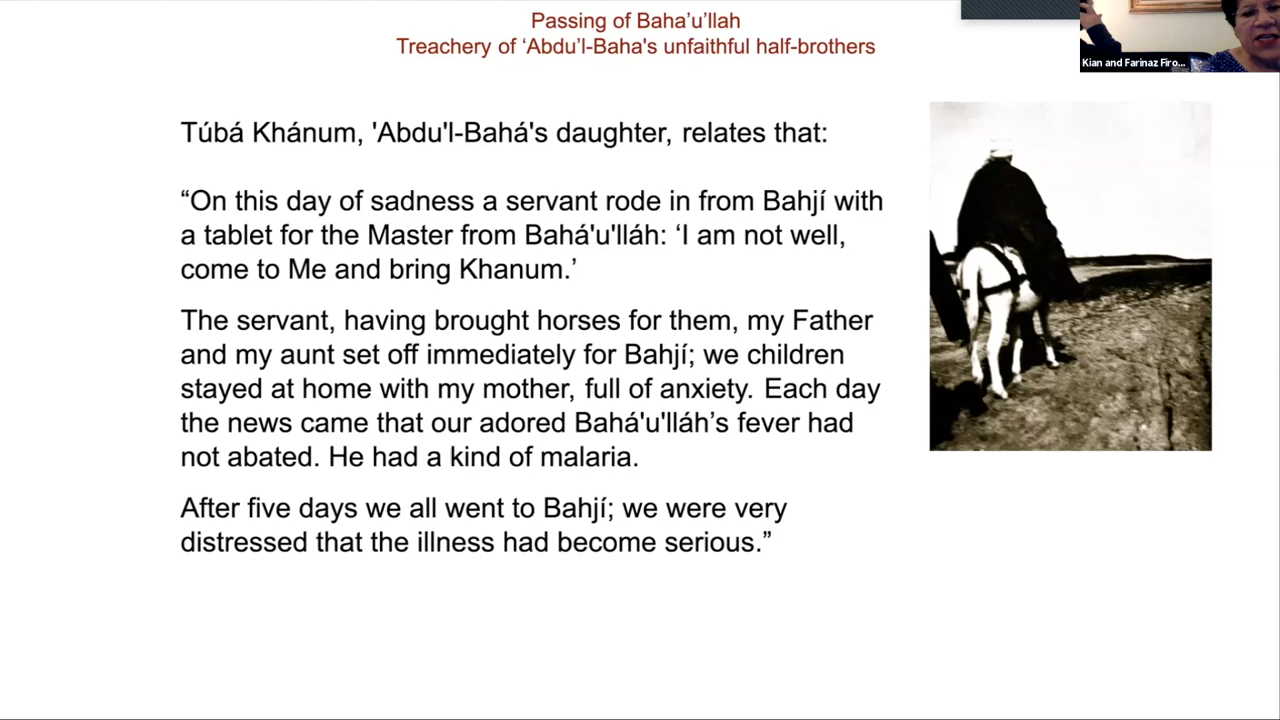 Passing of Baha’u’llah
Treachery of ‘Abdu’l-Baha's unfaithful half-brothers
Kian and Farinaz Firo...
Túbá Khánum, 'Abdu'l-Bahá's daughter, relates that:
“On this day of sadness a servant rode in from Bahjí with
a tablet for the Master from Bahá'u'lláh: ‘I am not well,
come to Me and bring Khanum.’
The servant, having brought horses for them, my Father
and my aunt set off immediately for Bahjí; we children
stayed at home with my mother, full of anxiety. Each day
the news came that our adored Bahá'u'lláh’s fever had
not abated. He had a kind of malaria.
After five days we all went to Bahjí; we were very
distressed that the illness had become serious.”